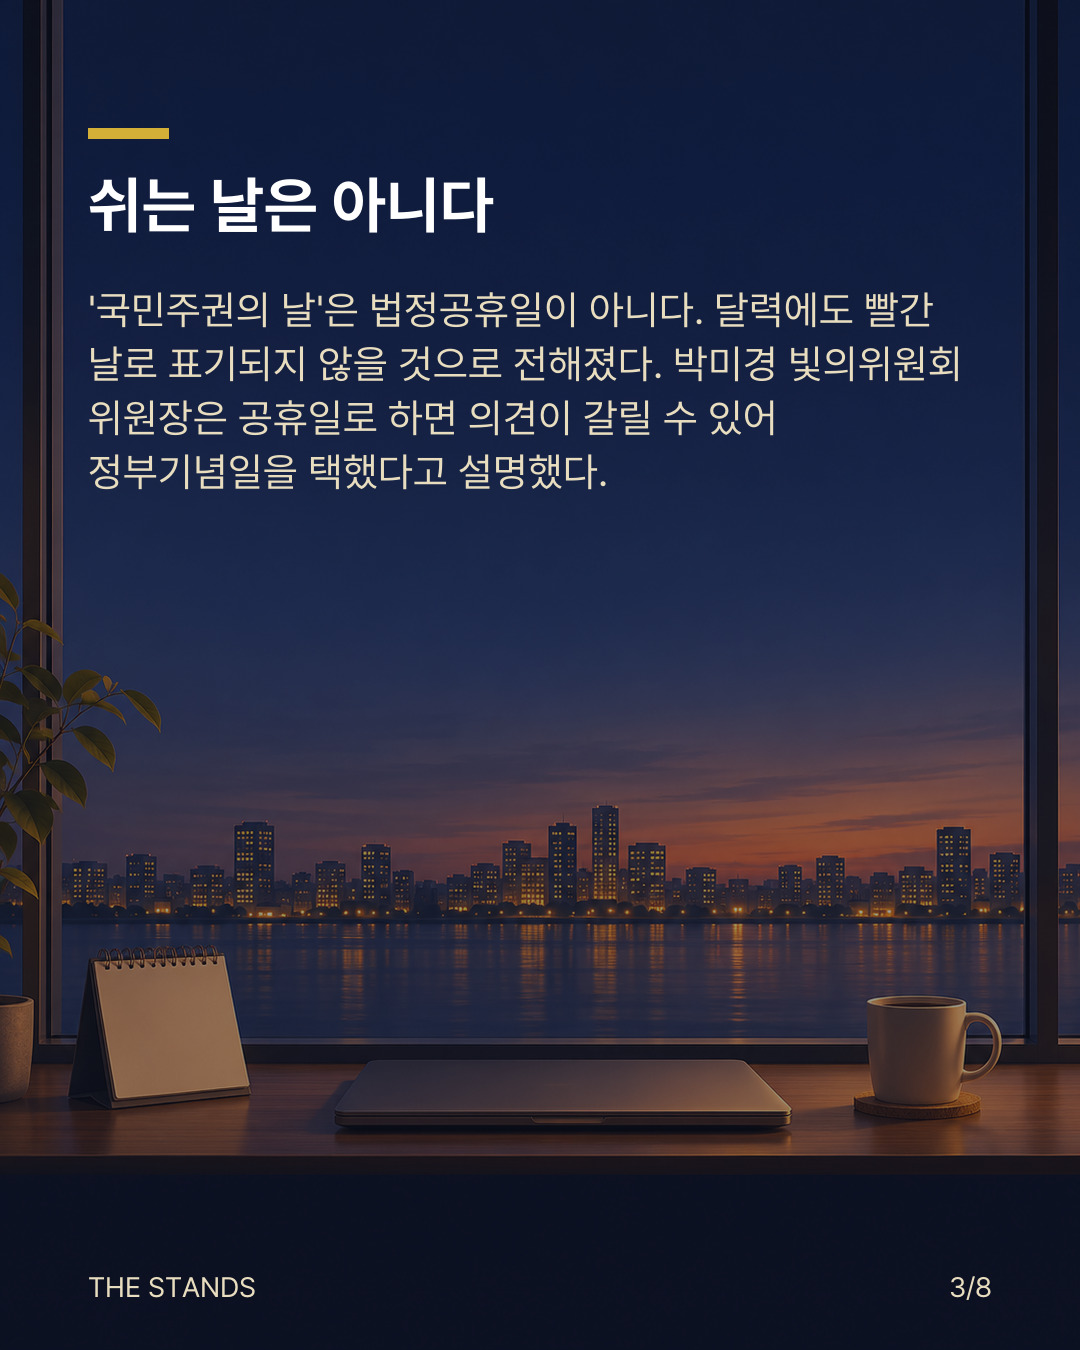 쉬는 날은 아니다
'국민주권의 날'은 법정공휴일이 아니다. 달력에도 빨간
날로 표기되지 않을 것으로 전해졌다. 박미경 빛의위원회
위원장은 공휴일로 하면 의견이 갈릴 수 있어
정부기념일을 택했다고 설명했다.
THE STANDS
3/8